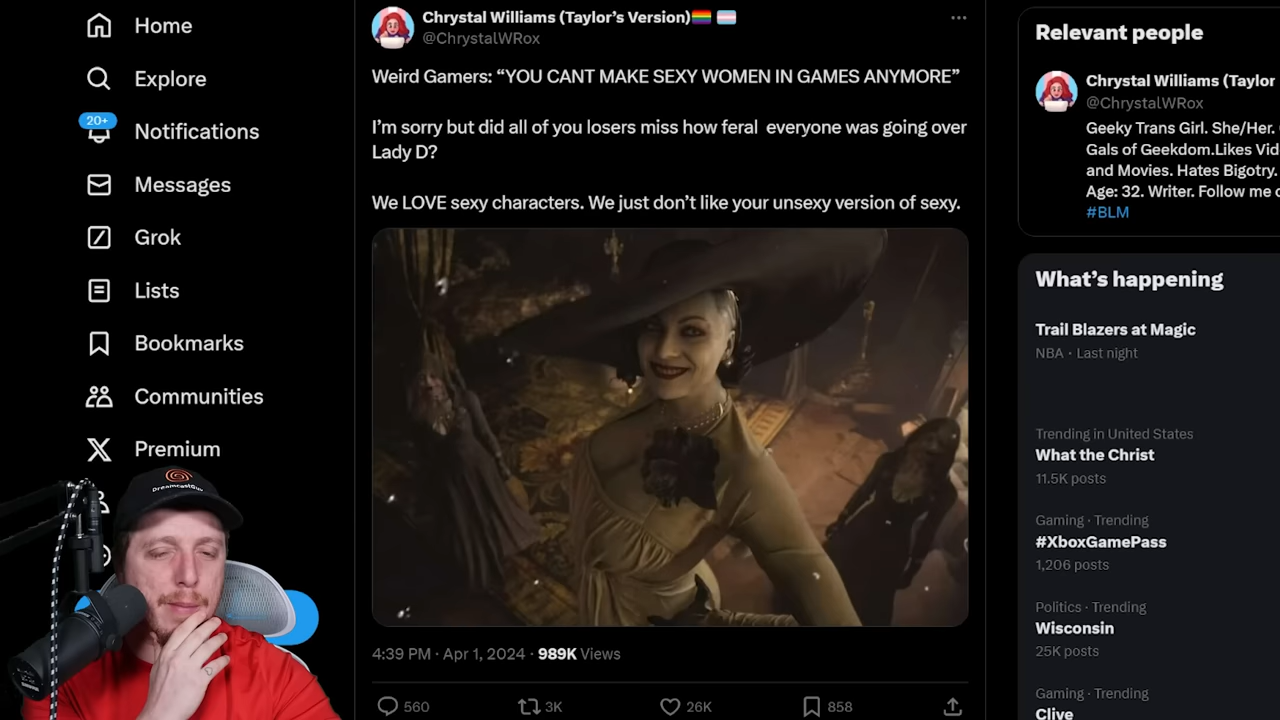 Home
Explore
20+
Notifications
Messages
Grok
Lists
Bookmarks
Communities
Premium
DreamcastGuy
Chrystal Williams (Taylor’s Version)
@ChrystalWRox
Weird Gamers: “YOU CANT MAKE SEXY WOMEN IN GAMES ANYMORE”
I’m sorry but did all of you losers miss how feral everyone was going over
Lady D?
We LOVE sexy characters. We just don’t like your unsexy version of sexy.
4:39 PM · Apr 1, 2024 · 989K Views
560
3K
26K
858
Relevant people
Chrystal Williams (Taylor
@ChrystalWRox
Geeky Trans Girl. She/Her.
Gals of Geekdom.Likes Vid
and Movies. Hates Bigotry.
Age: 32. Writer. Follow me
#BLM
What’s happening
Trail Blazers at Magic
NBA · Last night
Trending in United States
What the Christ
11.5K posts
Gaming · Trending
#XboxGamePass
1,206 posts
Politics · Trending
Wisconsin
25K posts
Gaming · Trending
Clive